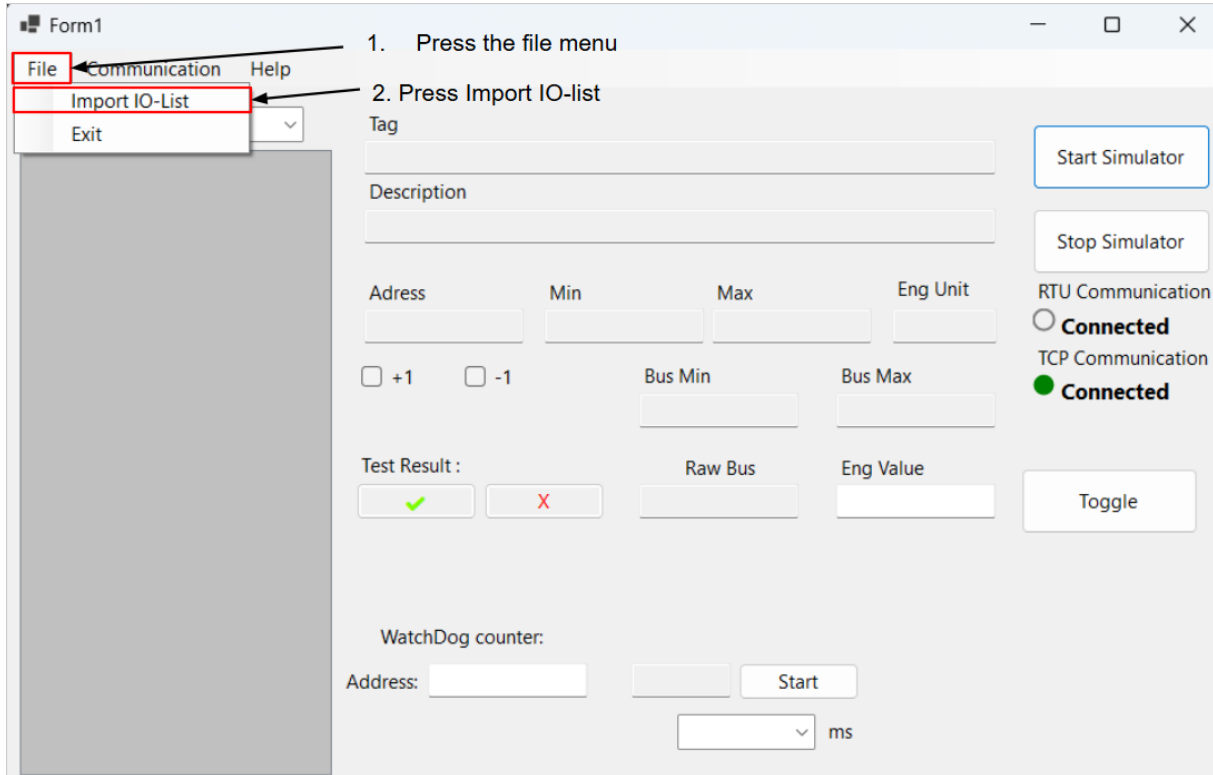 Form1
1. Press the file menu
File Communication Help
Import IO-List
2. Press Import IO-list
Exit
Tag
Start Simulator
Description
Stop Simulator
Adress Min Max Eng Unit
RTU Communication
Connected
TCP Communication
Connected
+1 -1 Bus Min Bus Max
Test Result : Raw Bus Eng Value
X
Toggle
WatchDog counter:
Address: Start
ms